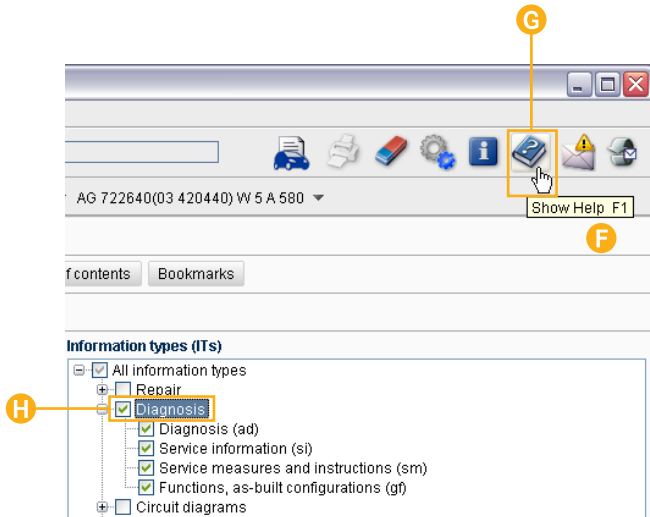 G
AG 722640(03 420440) W 5 A 580
Show Help F1
F
f contents
Bookmarks
Information types (ITs)
All information types
Repair
H
Diagnosis
Diagnosis (ad)
Service information (si)
Service measures and instructions (sm)
Functions, as-built configurations (gf)
Circuit diagrams